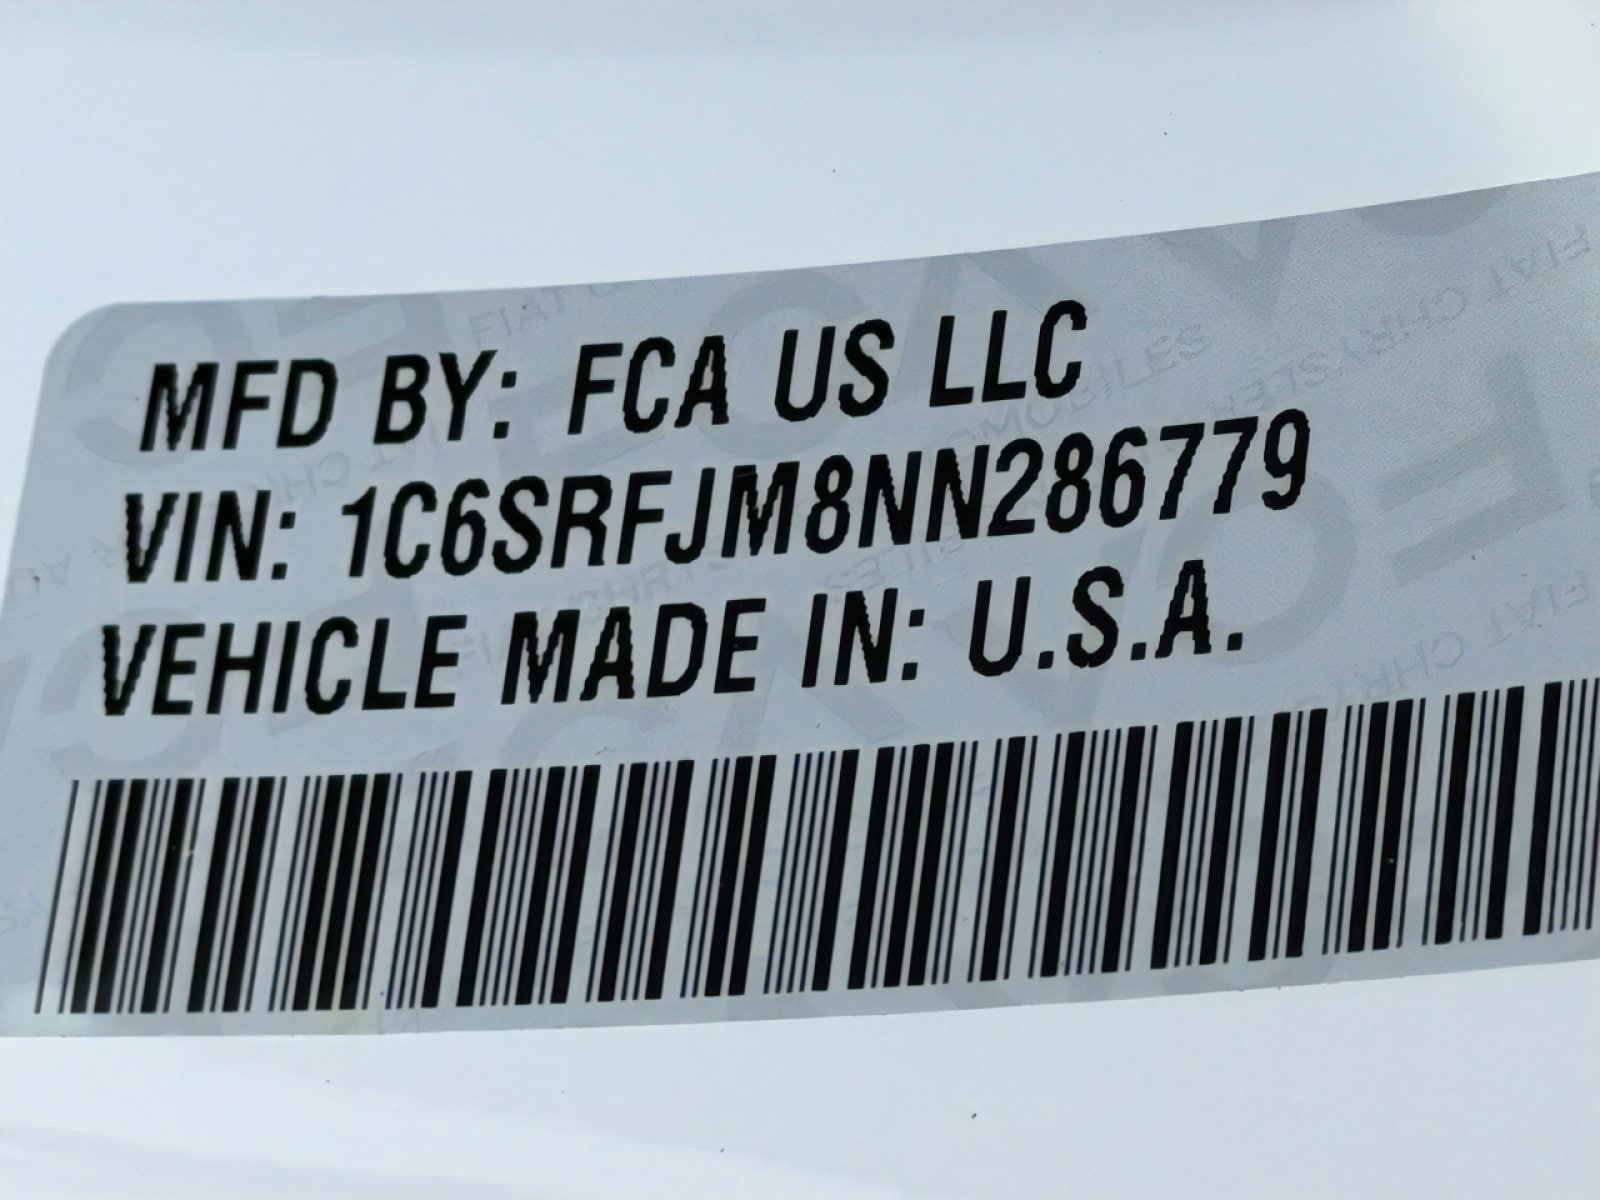 MFD BY: FCA US LLC
VIN: 1C6SRFJM8NN286779
VEHICLE MADE IN: U.S.A.